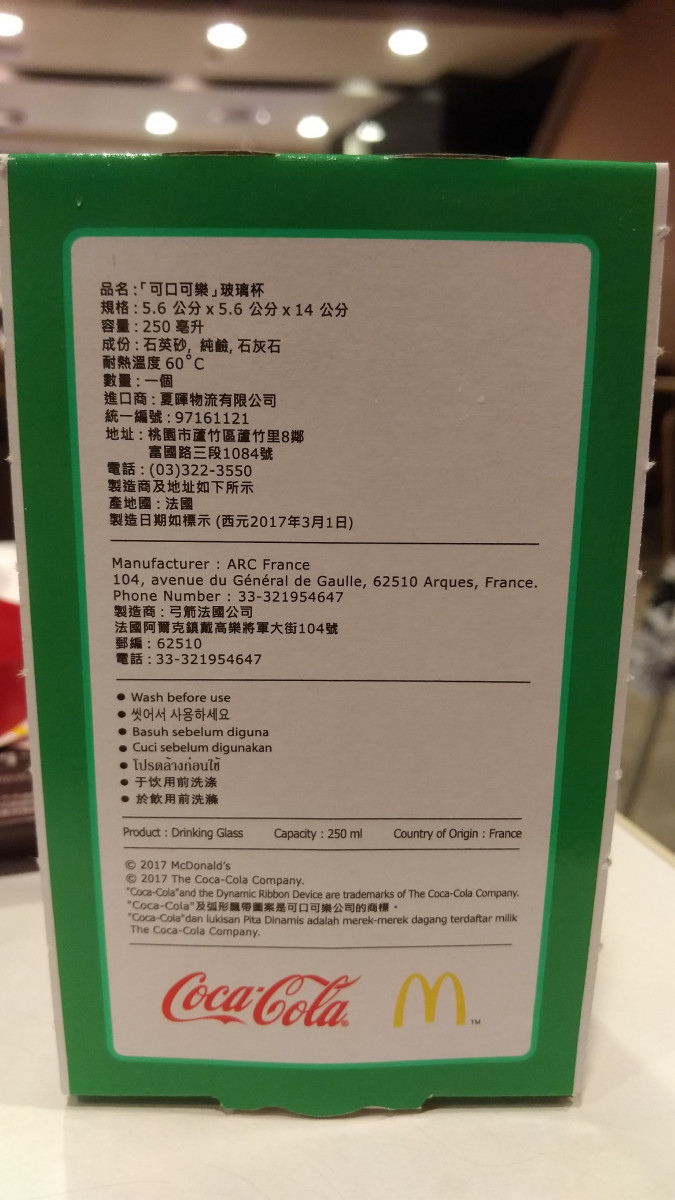 品名:「可口可樂」玻璃杯
規格:5.6 公分 x 5.6 公分 x 14 公分
容量:250 毫升
成份:石英砂, 純鹼, 石灰石
耐熱溫度 60°C
數量:一個
進口商:夏暉物流有限公司
統一編號:97161121
地址:桃園市蘆竹區蘆竹里8鄰
富國路三段1084號
電話:(03)322-3550
製造商及地址如下所示
產地國:法國
製造日期如標示 (西元2017年3月1日)
Manufacturer : ARC France
104, avenue du Général de Gaulle, 62510 Arques, France.
Phone Number : 33-321954647
製造商:弓箭法國公司
法國阿爾克鎮戴高樂將軍大街104號
郵編:62510
電話:33-321954647
• Wash before use
• 씻어서 사용하세요
• Basuh sebelum diguna
• Cuci sebelum digunakan
• โปรดล้างก่อนใช้
• 于饮用前洗涤
• 於飲用前洗滌
Product : Drinking Glass Capacity : 250 ml Country of Origin : France
© 2017 McDonald's
© 2017 The Coca-Cola Company.
"Coca-Cola"and the Dynamic Ribbon Device are trademarks of The Coca-Cola Company.
"Coca-Cola"及弧形飄帶圖案是可口可樂公司的商標。
"Coca-Cola"dan lukisan Pita Dinamis adalah merek-merek dagang terdaftar milik
The Coca-Cola Company.
Coca-Cola® M™